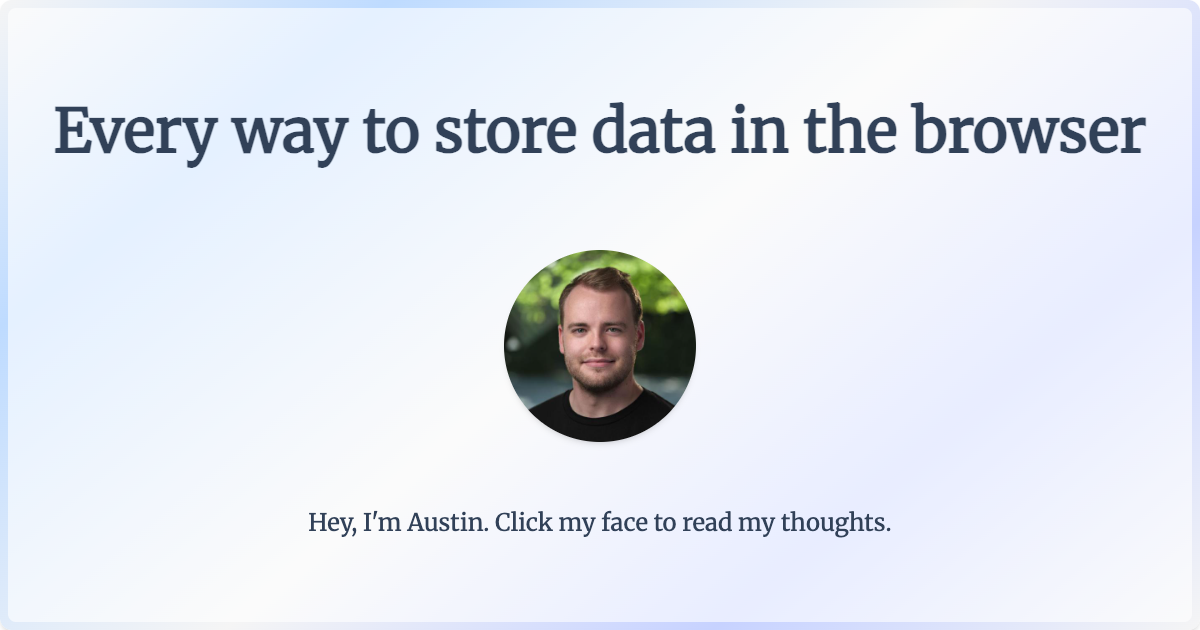 Every way to store data in the browser
Hey, I'm Austin. Click my face to read my thoughts.